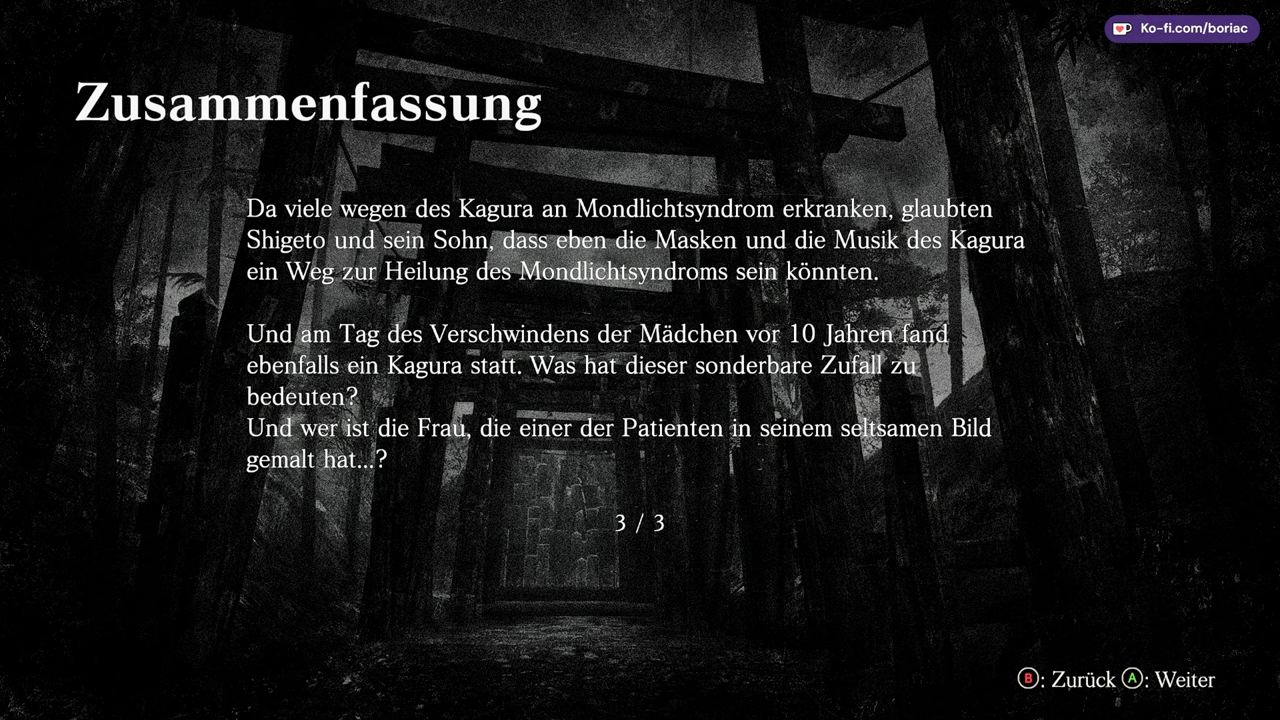 Ko-fi.com/boriac
Zusammenfassung
Da viele wegen des Kagura an Mondlichtsyndrom erkranken, glaubten
Shigeto und sein Sohn, dass eben die Masken und die Musik des Kagura
ein Weg zur Heilung des Mondlichtsyndroms sein könnten.
Und am Tag des Verschwindens der Mädchen vor 10 Jahren fand
ebenfalls ein Kagura statt. Was hat dieser sonderbare Zufall zu
bedeuten?
Und wer ist die Frau, die einer der Patienten in seinem seltsamen Bild
gemalt hat...?
3 / 3
B: Zurück A: Weiter